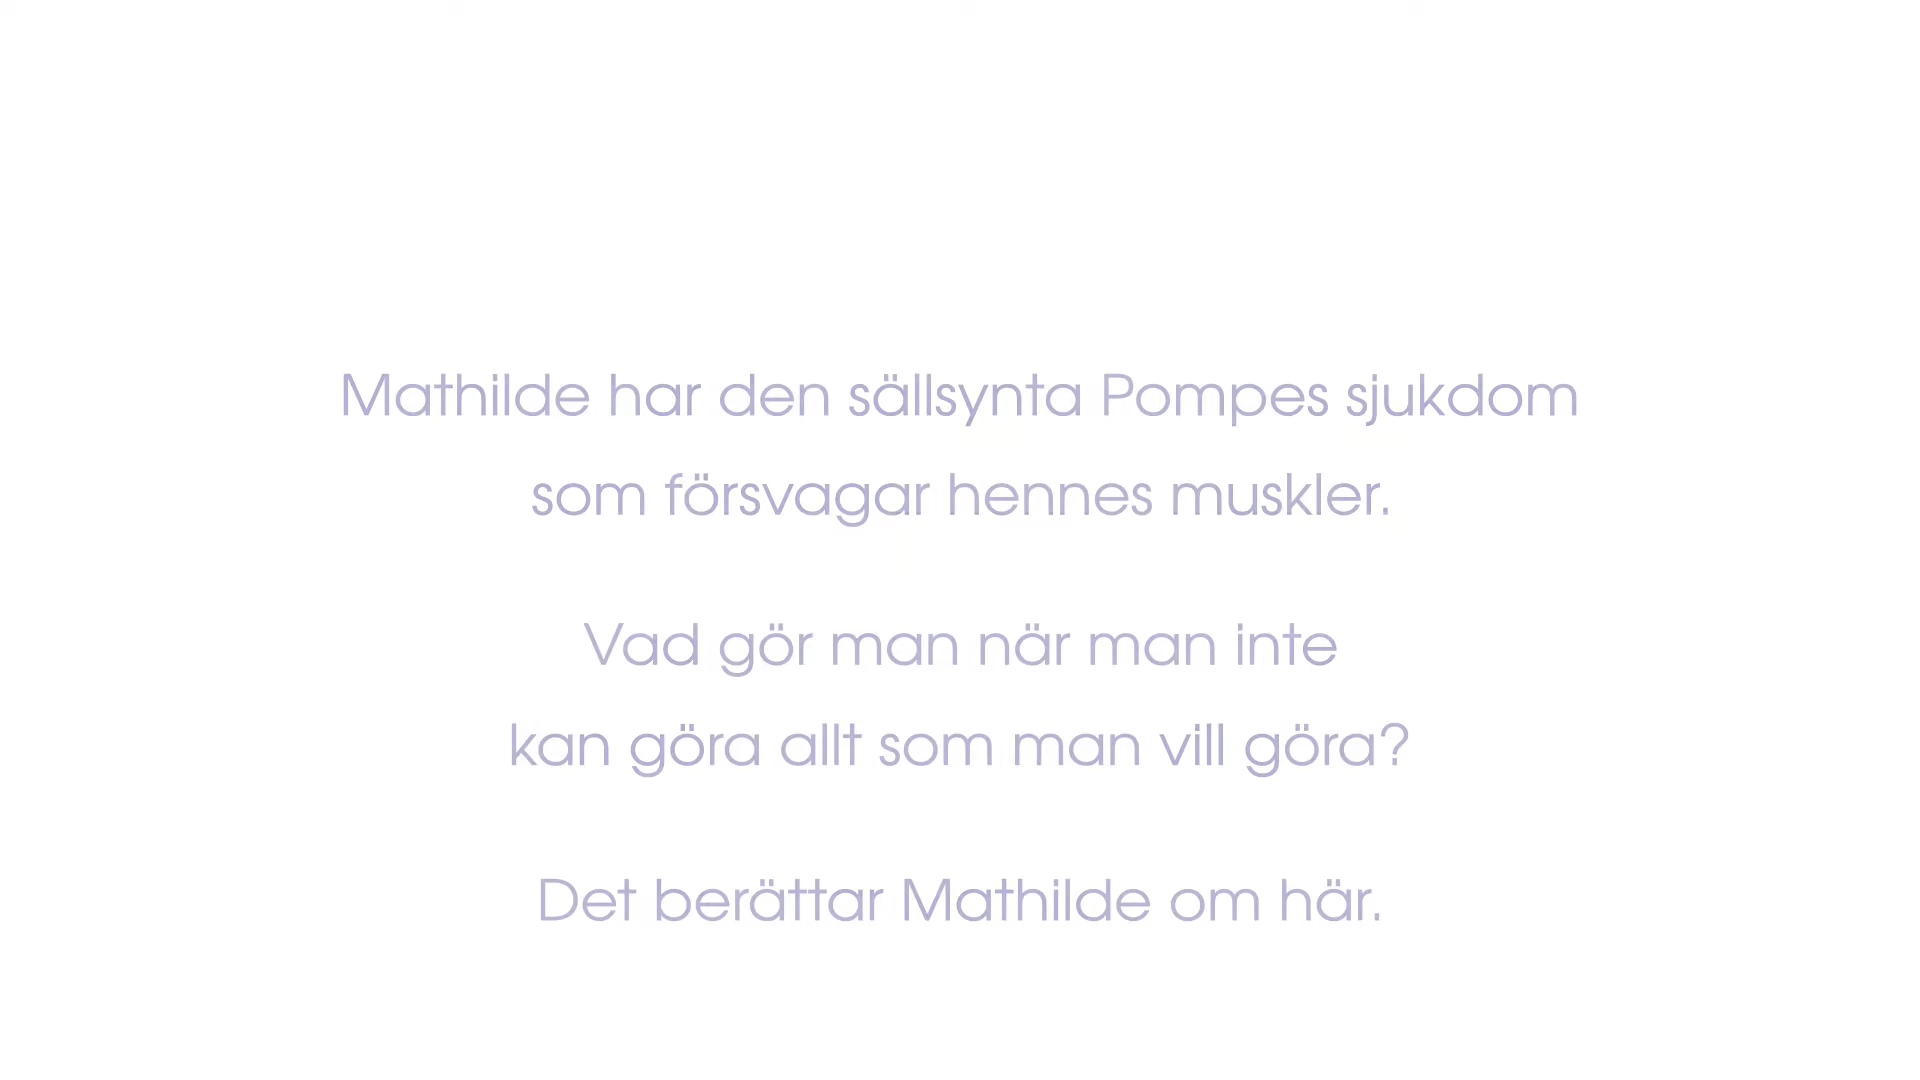 Mathilde har den sällsynta Pompes sjukdom
som försvagar hennes muskler.
Vad gör man när man inte
kan göra allt som man vill göra?
Det berättar Mathilde om här.